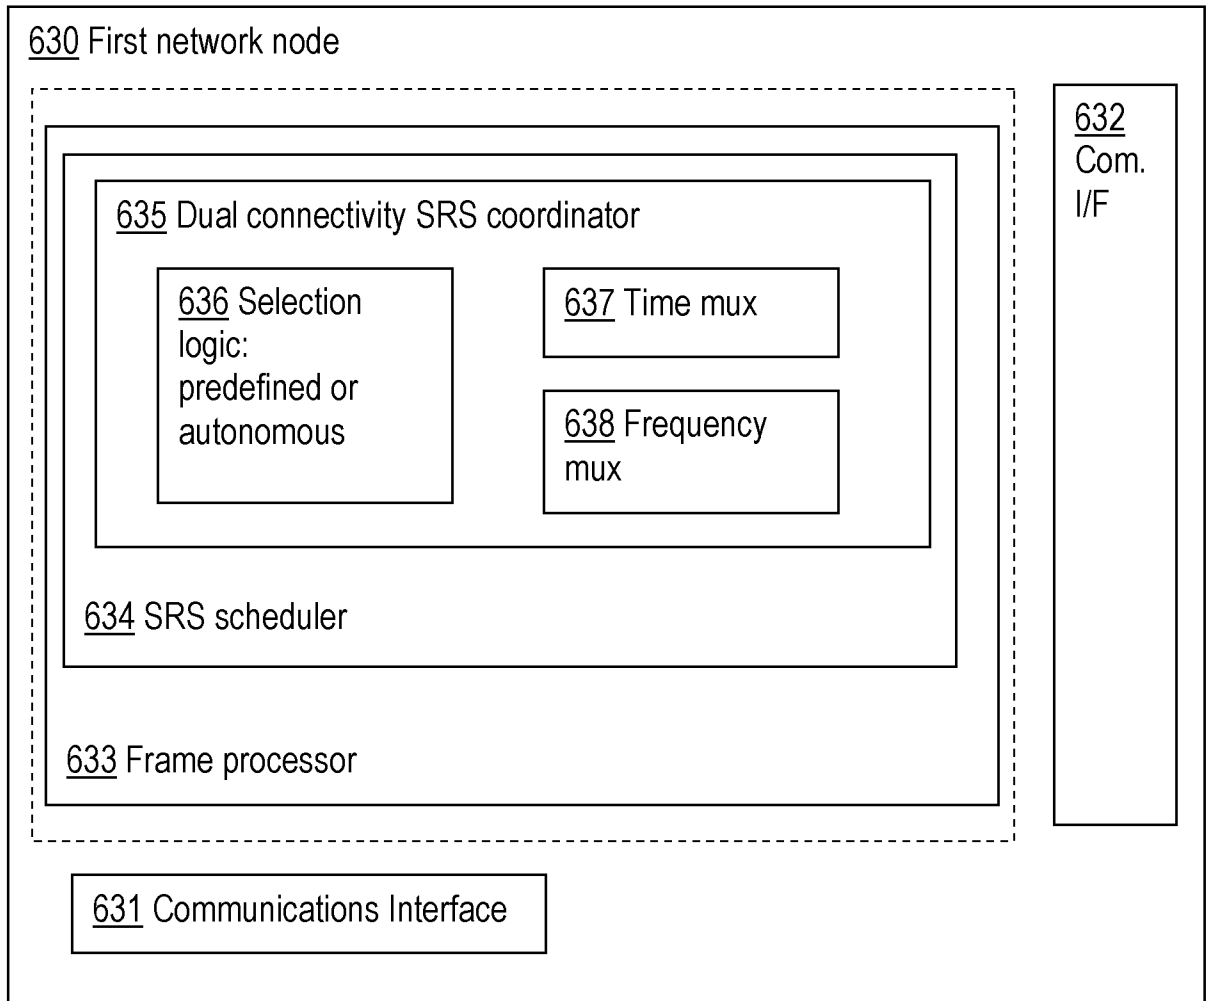 630 First network node
632
Com.
I/F
635 Dual connectivity SRS coordinator
636 Selection
logic:
predefined or
autonomous
637 Time mux
638 Frequency
mux
634 SRS scheduler
633 Frame processor
631 Communications Interface